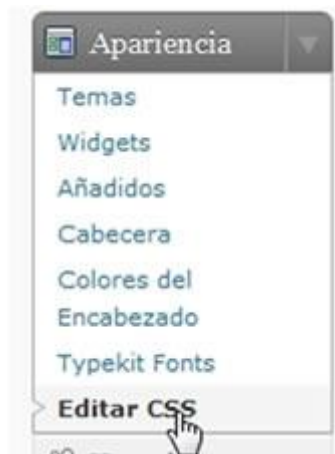 Apariencia
Temas
Widgets
Añadidos
Cabecera
Colores del
Encabezado
Typekit Fonts
Editar CSS